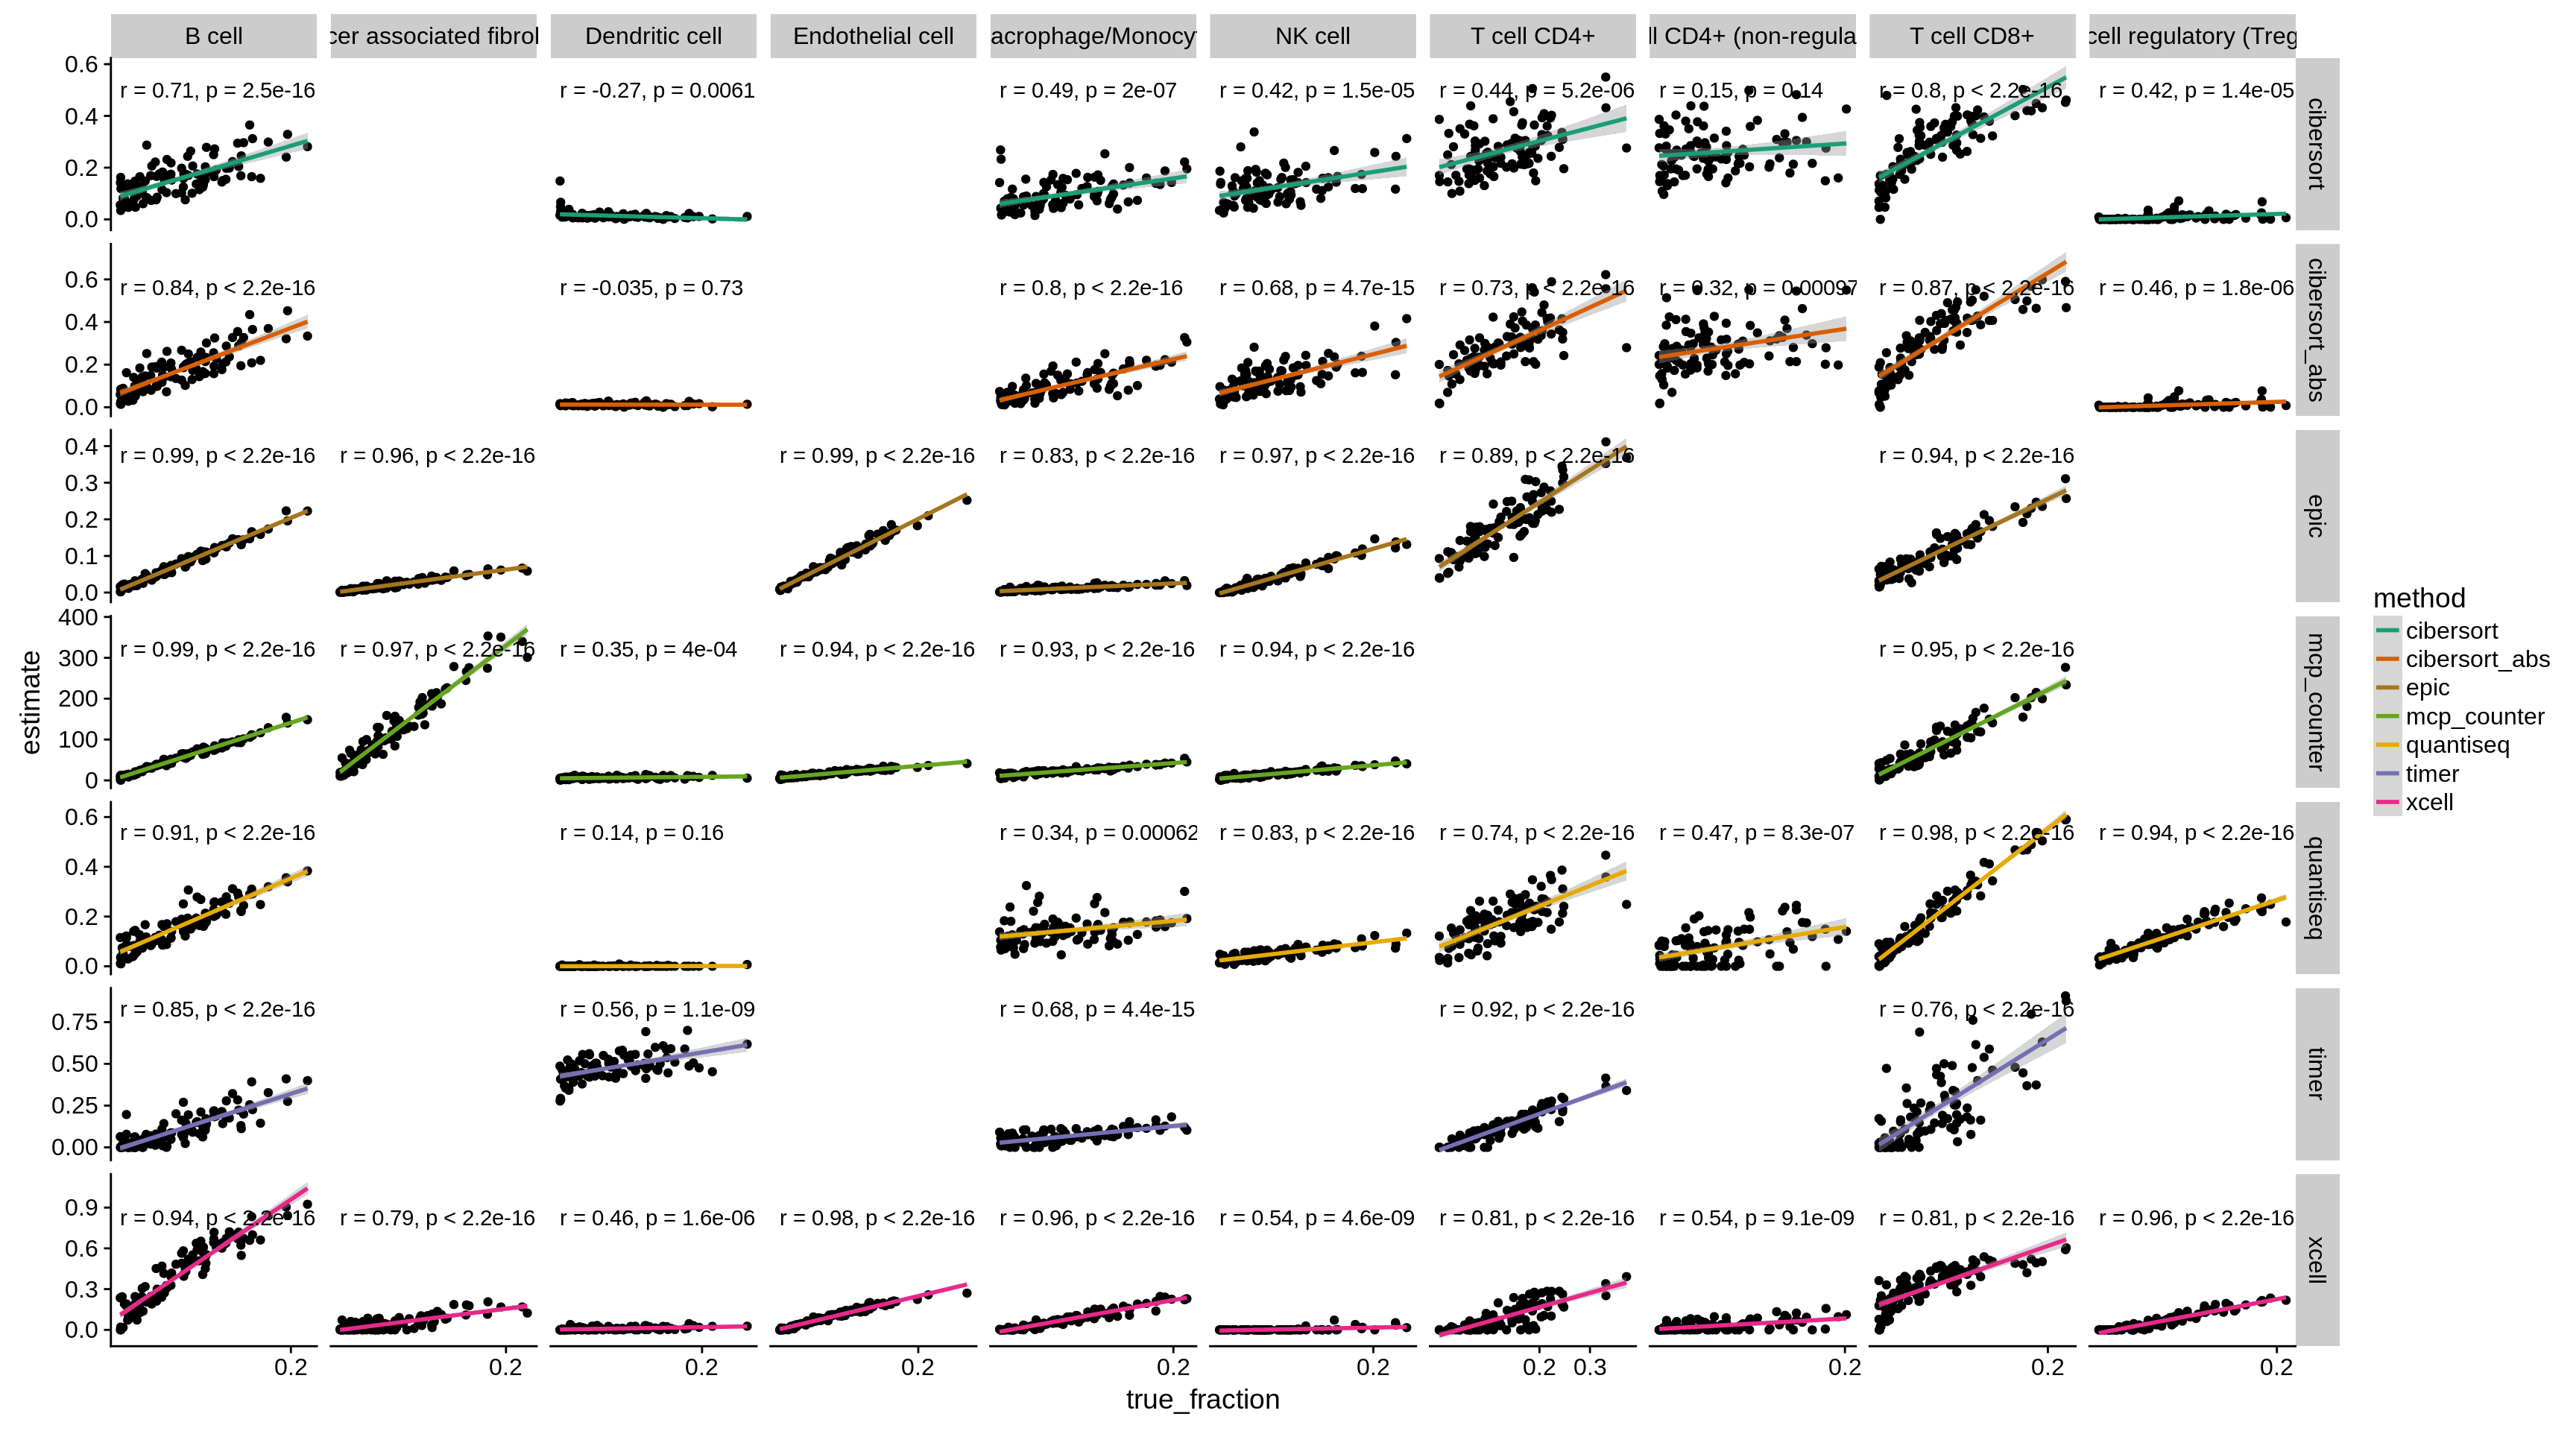 B cell
cer associated fibrol
Dendritic cell
Endothelial cell
acrophage/Monocy
NK cell
T cell CD4+
ll CD4+ (non-regula
T cell CD8+
cell regulatory (Treg
0.6
0.4
0.2
0.0
r = 0.71, p = 2.5e-16
r = -0.27, p = 0.0061
r = 0.49, p = 2e-07
r = 0.42, p = 1.5e-05
r = 0.44, p = 5.2e-06
r = 0.15, p = 0.14
r = 0.8, p < 2.2e-16
r = 0.42, p = 1.4e-05
cibersort
0.6
0.4
0.2
0.0
r = 0.84, p < 2.2e-16
r = -0.035, p = 0.73
r = 0.8, p < 2.2e-16
r = 0.68, p = 4.7e-15
r = 0.73, p < 2.2e-16
r = 0.32, p = 0.00097
r = 0.87, p < 2.2e-16
r = 0.46, p = 1.8e-06
cibersort_abs
0.4
0.3
0.2
0.1
0.0
r = 0.99, p < 2.2e-16
r = 0.96, p < 2.2e-16
r = 0.99, p < 2.2e-16
r = 0.83, p < 2.2e-16
r = 0.97, p < 2.2e-16
r = 0.89, p < 2.2e-16
r = 0.94, p < 2.2e-16
epic
400
300
200
100
0
r = 0.99, p < 2.2e-16
r = 0.97, p < 2.2e-16
r = 0.35, p = 4e-04
r = 0.94, p < 2.2e-16
r = 0.93, p < 2.2e-16
r = 0.94, p < 2.2e-16
r = 0.95, p < 2.2e-16
mcp_counter
0.6
0.4
0.2
0.0
r = 0.91, p < 2.2e-16
r = 0.14, p = 0.16
r = 0.34, p = 0.00062
r = 0.83, p < 2.2e-16
r = 0.74, p < 2.2e-16
r = 0.47, p = 8.3e-07
r = 0.98, p < 2.2e-16
r = 0.94, p < 2.2e-16
quantiseq
0.75
0.50
0.25
0.00
r = 0.85, p < 2.2e-16
r = 0.56, p = 1.1e-09
r = 0.68, p = 4.4e-15
r = 0.92, p < 2.2e-16
r = 0.76, p < 2.2e-16
timer
0.9
0.6
0.3
0.0
r = 0.94, p < 2.2e-16
r = 0.79, p < 2.2e-16
r = 0.46, p = 1.6e-06
r = 0.98, p < 2.2e-16
r = 0.96, p < 2.2e-16
r = 0.54, p = 4.6e-09
r = 0.81, p < 2.2e-16
r = 0.54, p = 9.1e-09
r = 0.81, p < 2.2e-16
r = 0.96, p < 2.2e-16
xcell
0.2
0.2
0.2
0.2
0.2
0.2
0.2 0.3
0.2
0.2
0.2
true_fraction
estimate
method
cibersort
cibersort_abs
epic
mcp_counter
quantiseq
timer
xcell